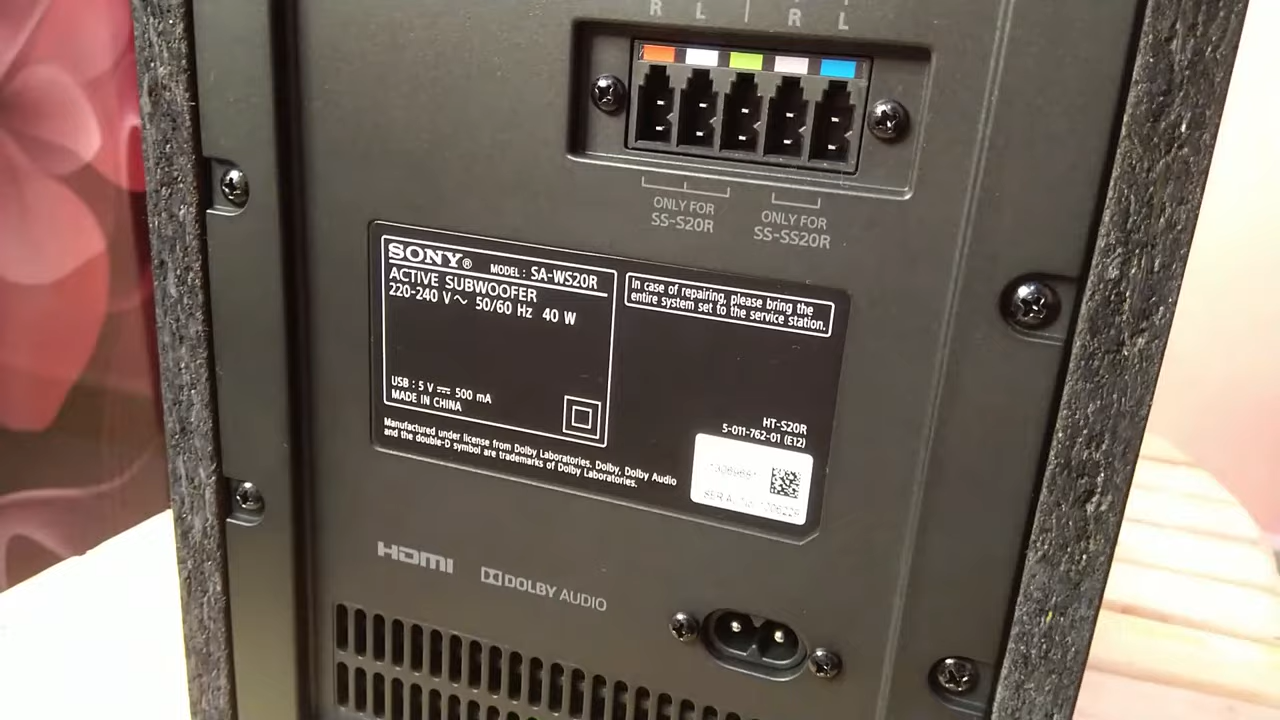 R L R L
ONLY FOR
SS-S20R
ONLY FOR
SS-SS20R
SONY® MODEL : SA-WS20R
ACTIVE SUBWOOFER
220-240 V ~ 50/60 Hz 40 W
USB : 5 V ⎓ 500 mA
MADE IN CHINA
In case of repairing, please bring the
entire system set to the service station.
HT-S20R
5-011-762-01 (E12)
Manufactured under license from Dolby Laboratories. Dolby, Dolby Audio
and the double-D symbol are trademarks of Dolby Laboratories.
HDMI
DOLBY AUDIO